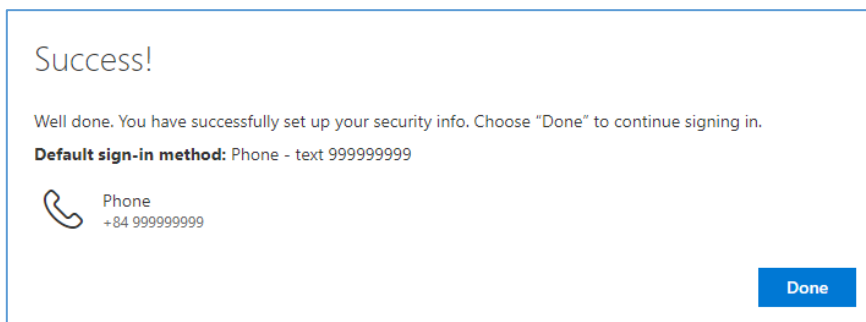 Success!
Well done. You have successfully set up your security info. Choose “Done” to continue signing in.
Default sign-in method: Phone - text 999999999
Phone
+84 999999999
Done